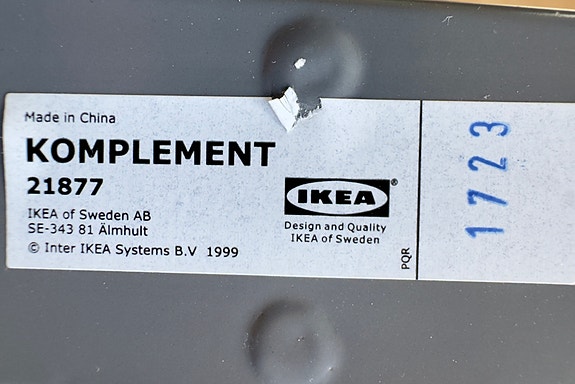 Made in China
KOMPLEMENT
21877
IKEA of Sweden AB
SE-343 81 Älmhult
© Inter IKEA Systems B.V 1999
IKEA®
Design and Quality
IKEA of Sweden
PQR
1723